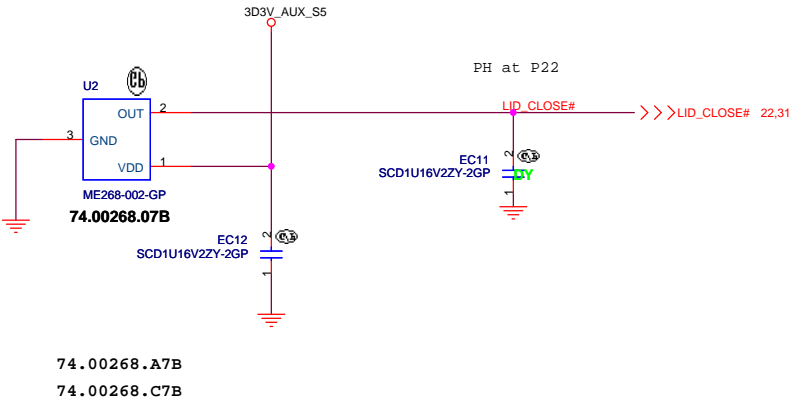 3D3V_AUX_S5
PH at P22
U2
OUT
2
LID_CLOSE#
LID_CLOSE# 22,31
3
GND
VDD
1
ME268-002-GP
74.00268.07B
EC11
SCD1U16V2ZY-2GP
2
DY
1
EC12
SCD1U16V2ZY-2GP
2
1
74.00268.A7B
74.00268.C7B